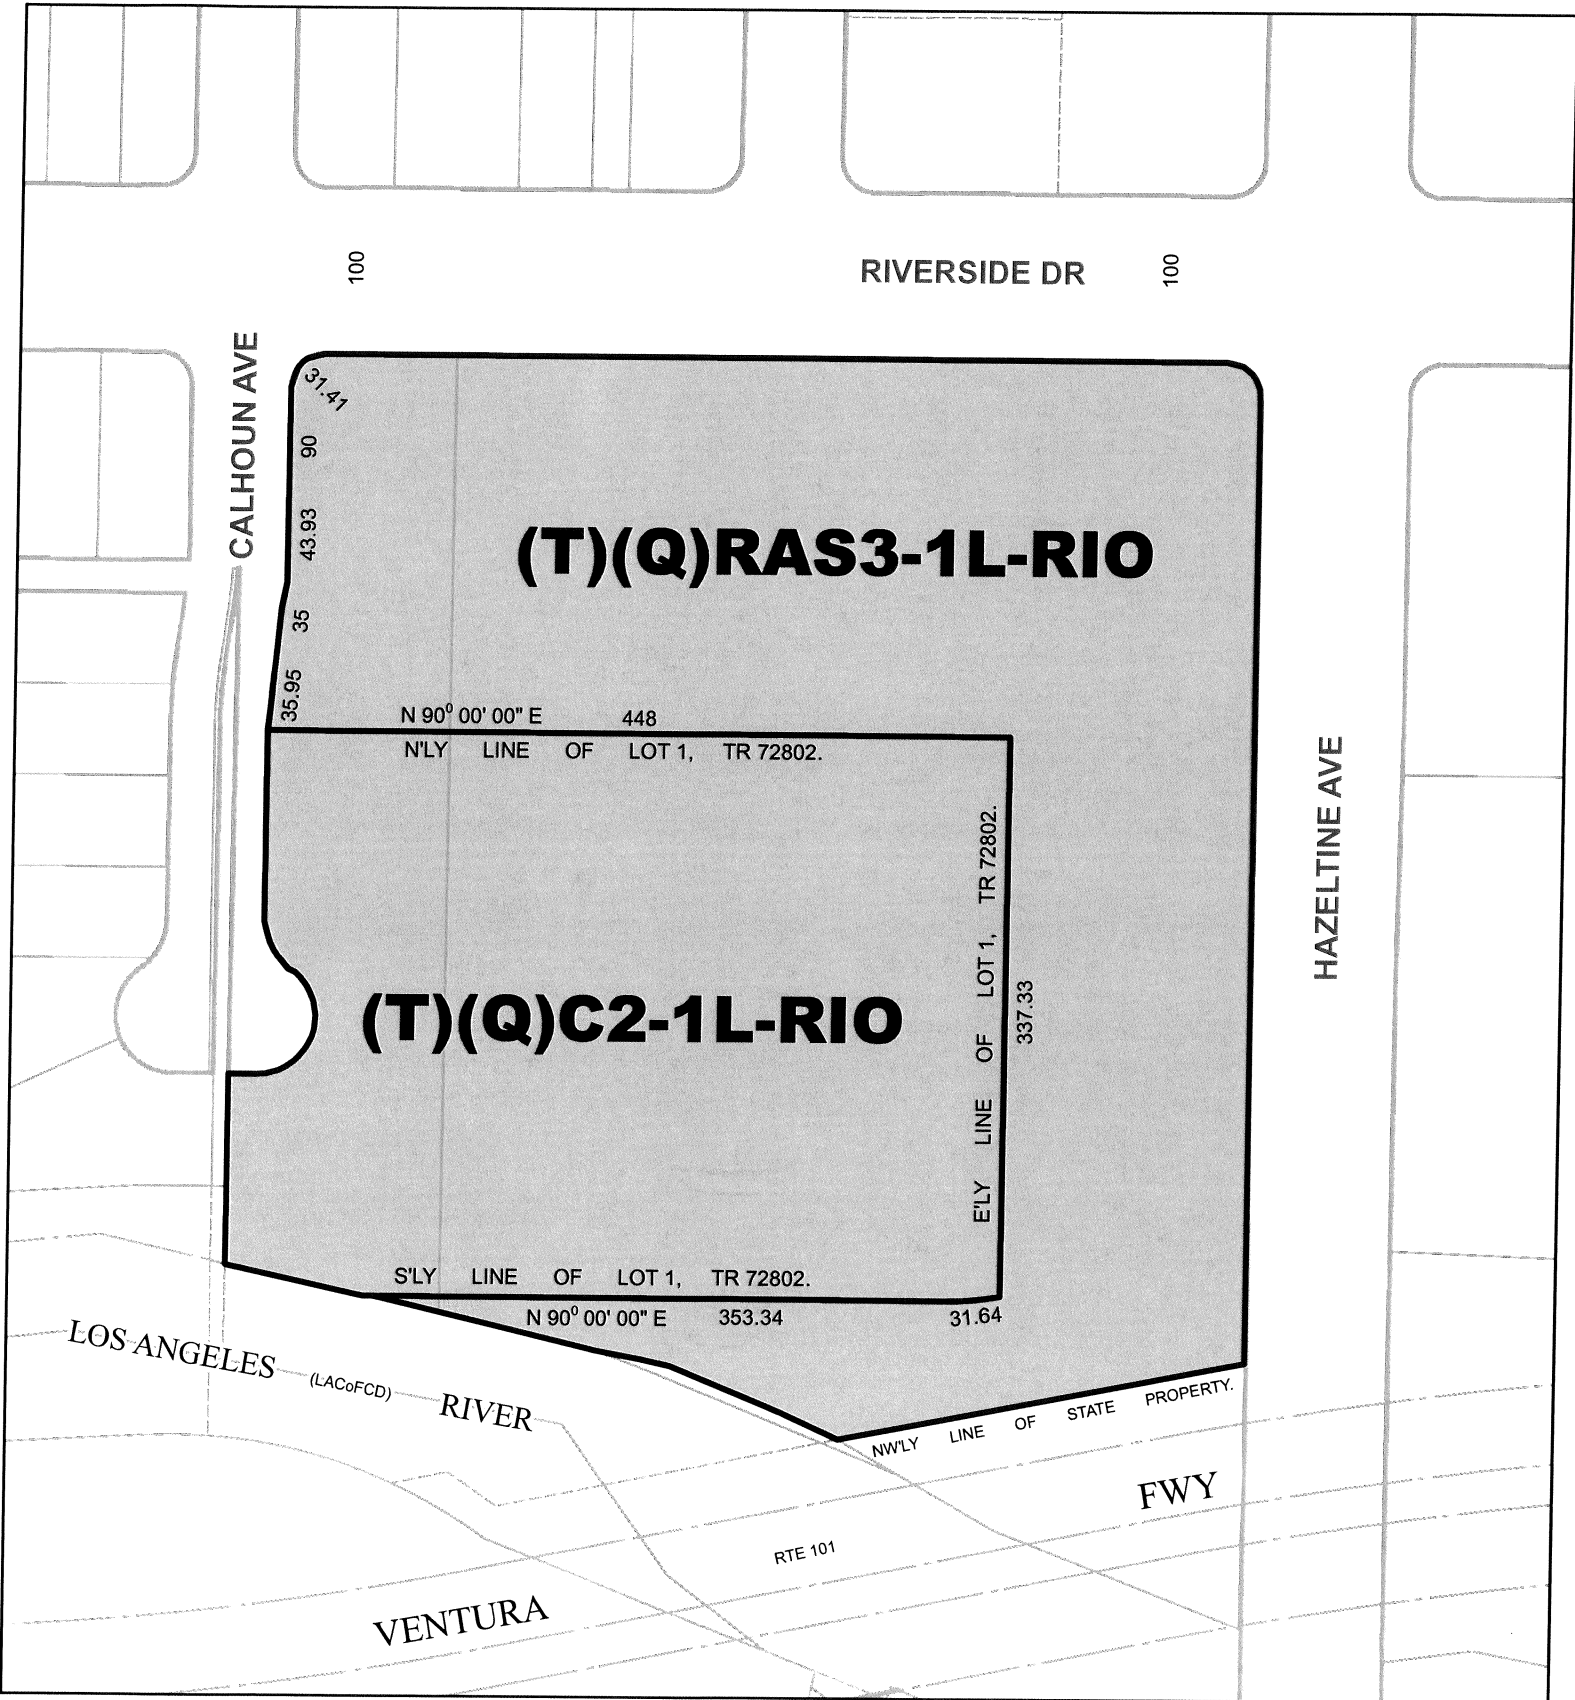 100
RIVERSIDE DR
100
CALHOUN AVE
31.41
90
43.93
35
35.95
(T)(Q)RAS3-1L-RIO
N 90⁰ 00' 00" E 448
N'LY LINE OF LOT 1, TR 72802.
E'LY LINE OF LOT 1, TR 72802.
337.33
HAZELTINE AVE
(T)(Q)C2-1L-RIO
S'LY LINE OF LOT 1, TR 72802.
N 90⁰ 00' 00" E 353.34 31.64
LOS ANGELES (LACoFCD) RIVER
NW'LY LINE OF STATE PROPERTY.
VENTURA FWY
RTE 101